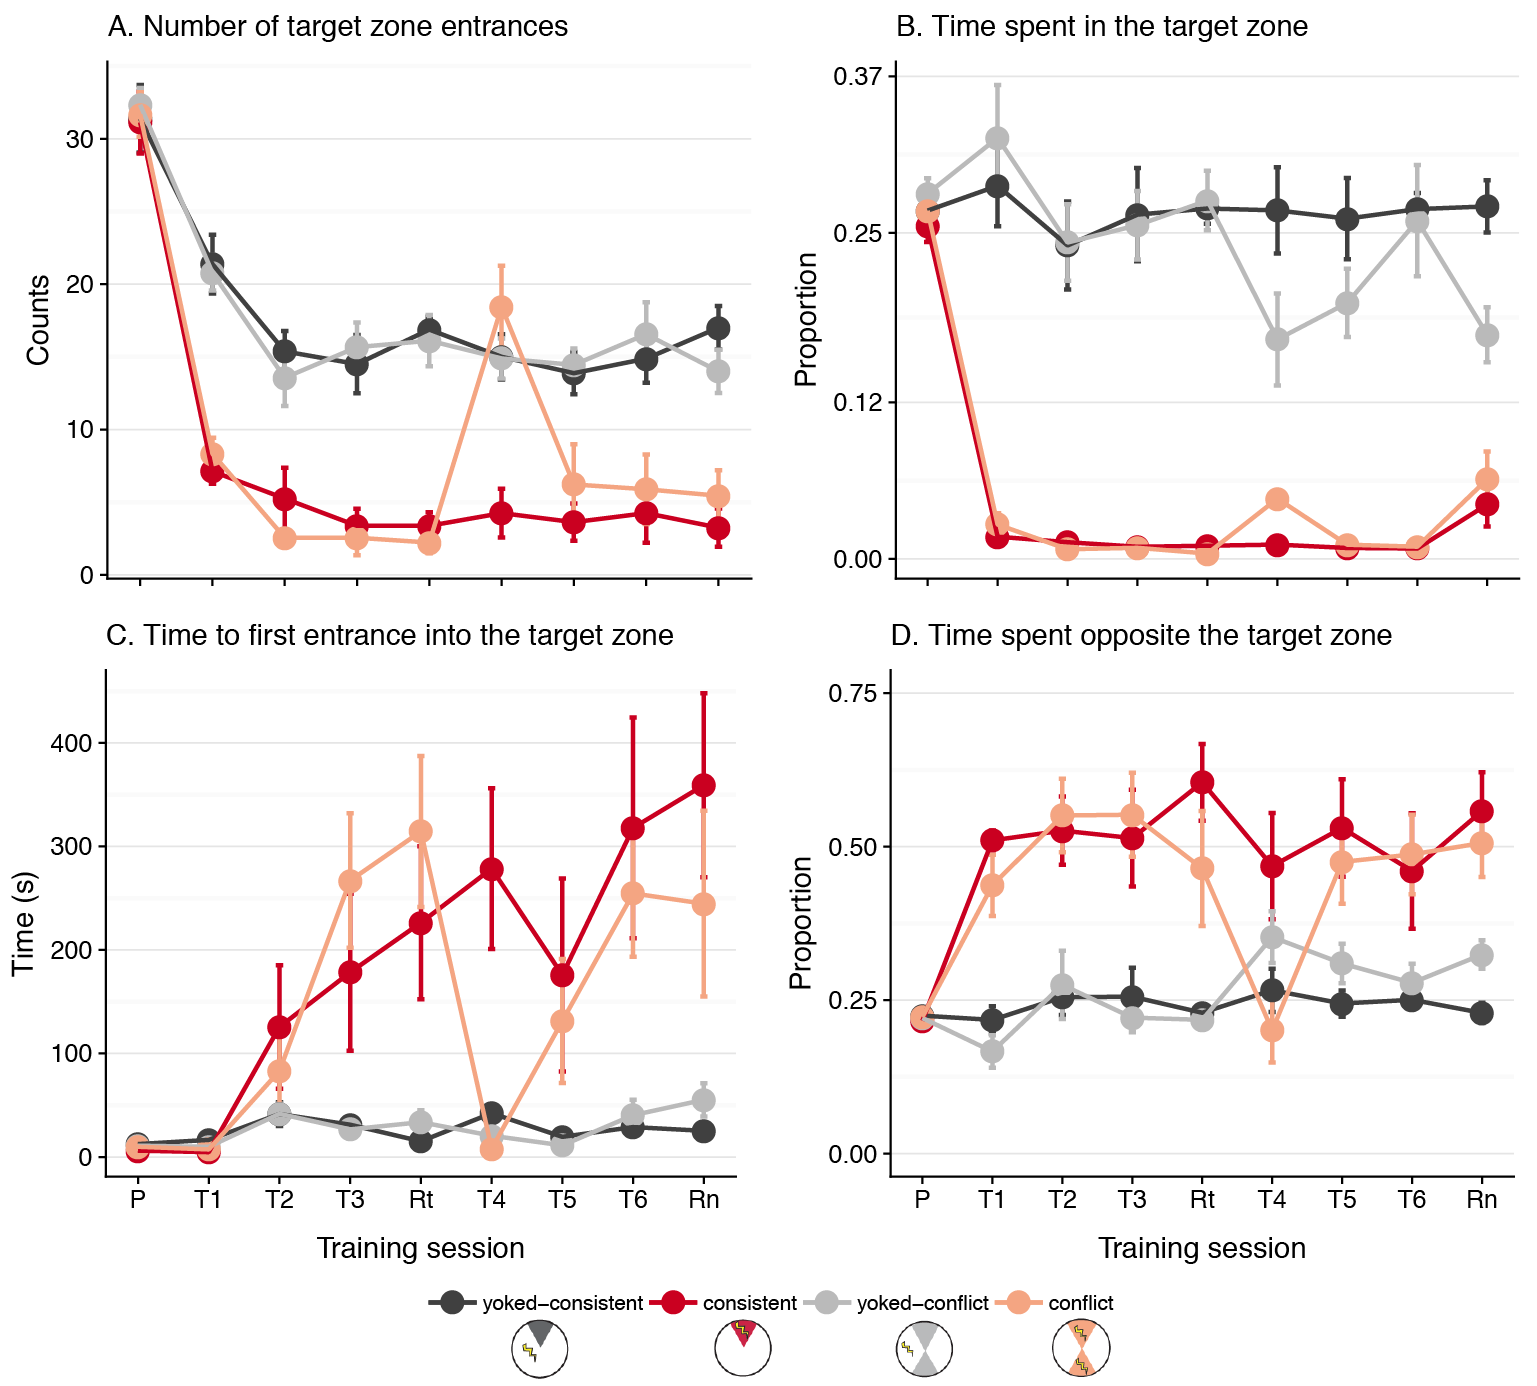 A. Number of target zone entrances
B. Time spent in the target zone
Counts
30
20
10
0
Proportion
0.37
0.25
0.12
0.00
C. Time to first entrance into the target zone
D. Time spent opposite the target zone
Time (s)
400
300
200
100
0
P T1 T2 T3 Rt T4 T5 T6 Rn
Training session
Proportion
0.75
0.50
0.25
0.00
P T1 T2 T3 Rt T4 T5 T6 Rn
Training session
yoked−consistent consistent yoked−conflict conflict